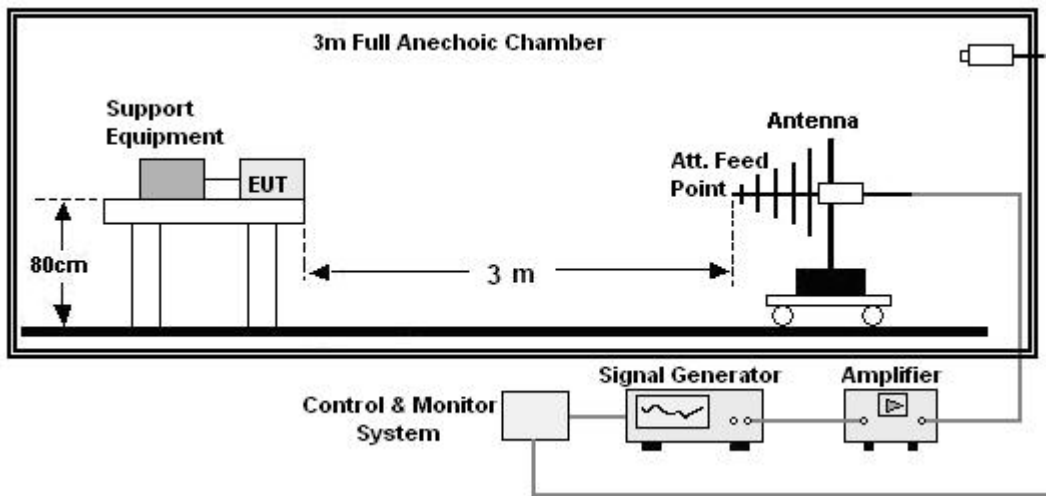 3m Full Anechoic Chamber
Support
Equipment
EUT
80cm
3 m
Antenna
Att. Feed
Point
Signal Generator
Amplifier
Control & Monitor
System